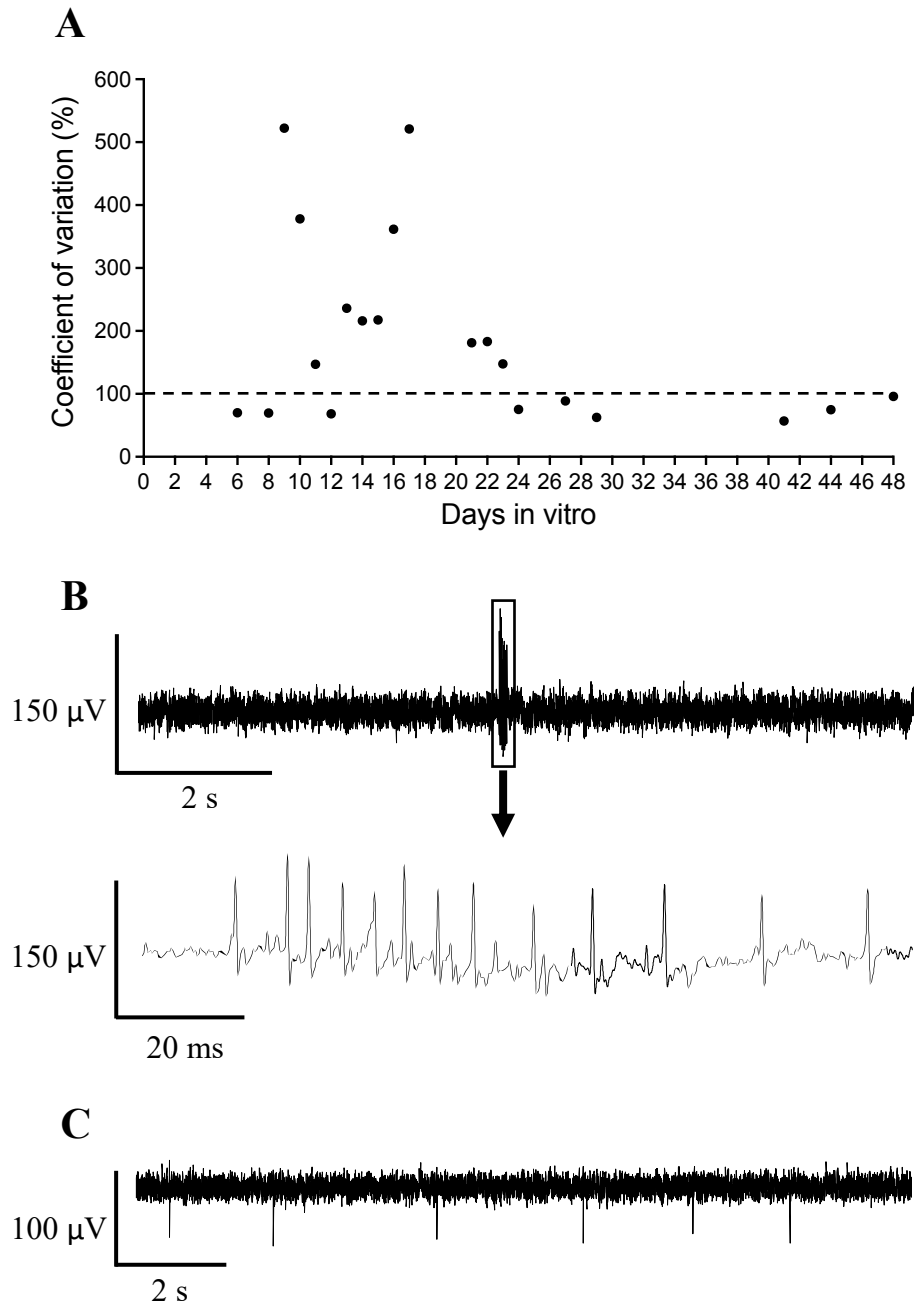 A
Coefficient of variation (%)
600
500
400
300
200
100
0
0 2 4 6 8 10 12 14 16 18 20 22 24 26 28 30 32 34 36 38 40 42 44 46 48
Days in vitro
B
150 µV
2 s
150 µV
20 ms
C
100 µV
2 s